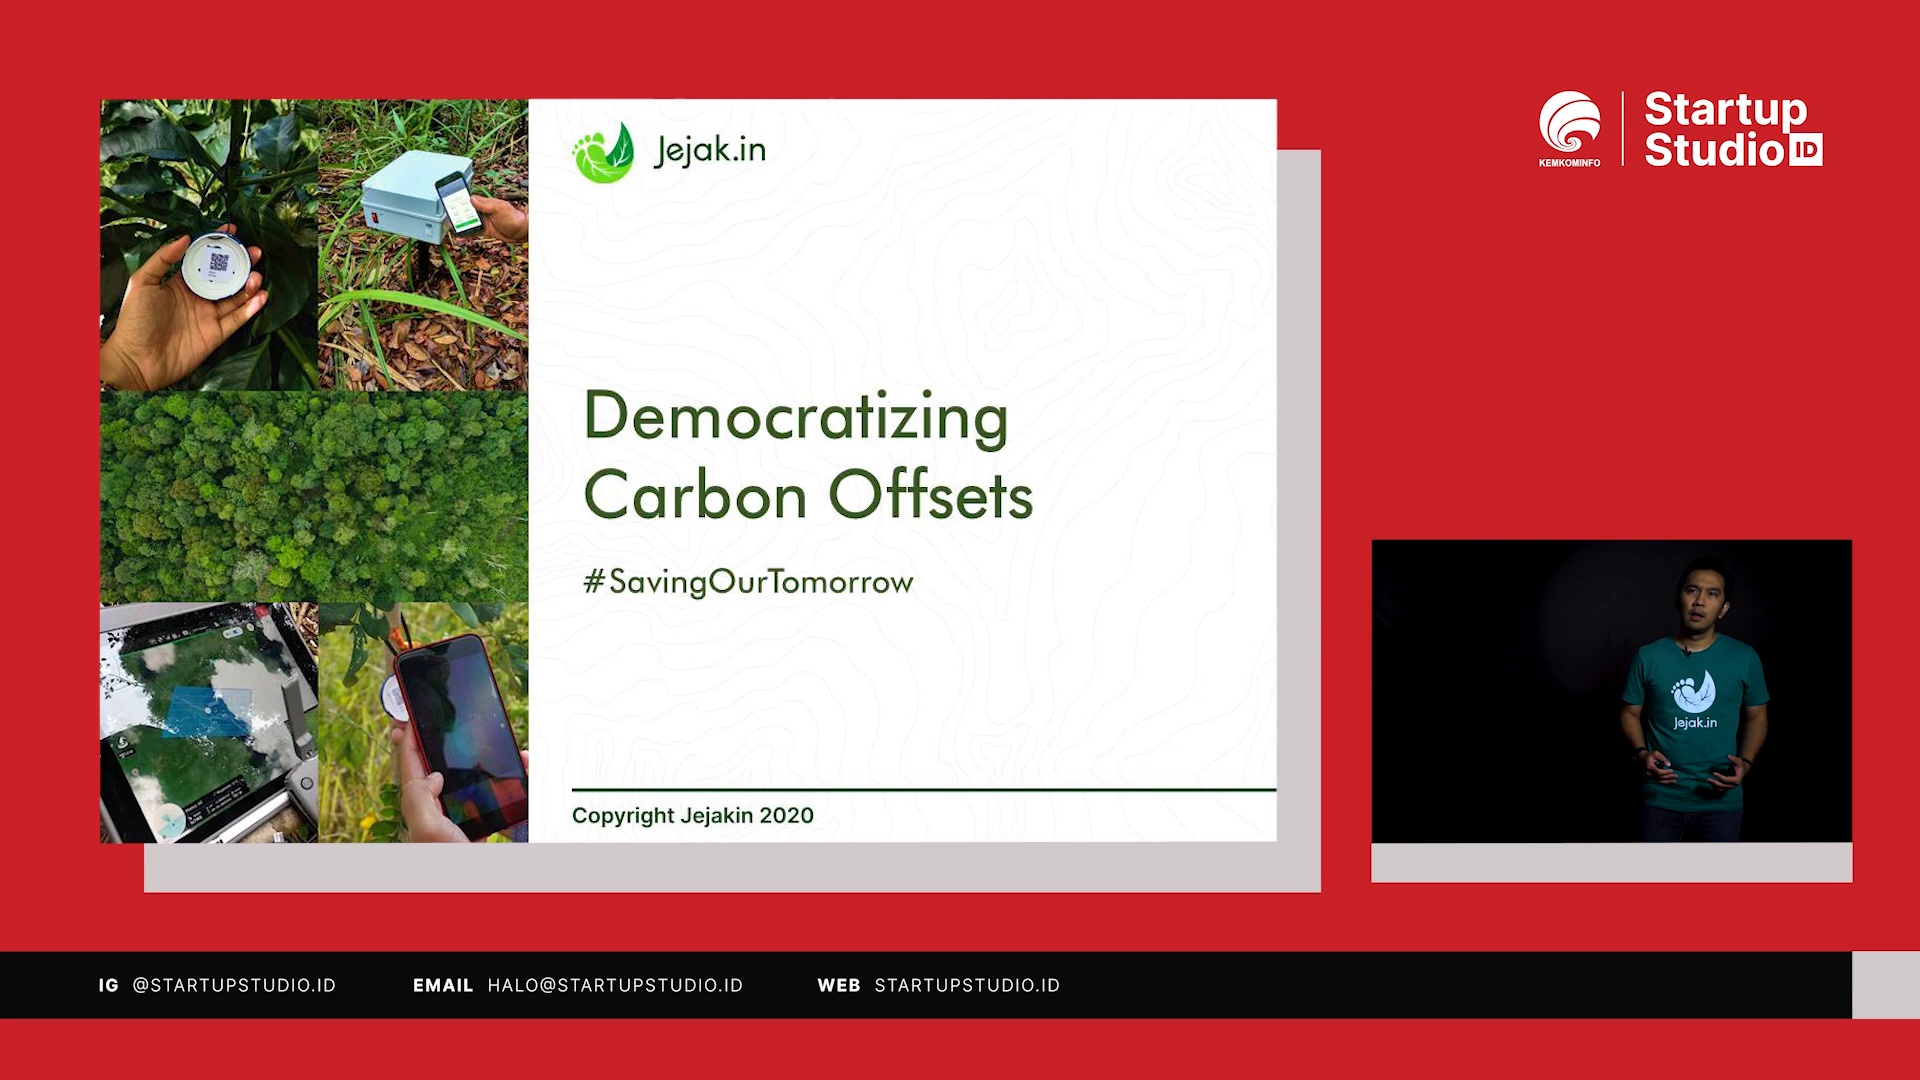 Jejak.in
Democratizing
Carbon Offsets
#SavingOurTomorrow
Copyright Jejakin 2020
KEMKOMINFO
Startup
Studio ID
Jejak.in
IG @STARTUPSTUDIO.ID
EMAIL HALO@STARTUPSTUDIO.ID
WEB STARTUPSTUDIO.ID